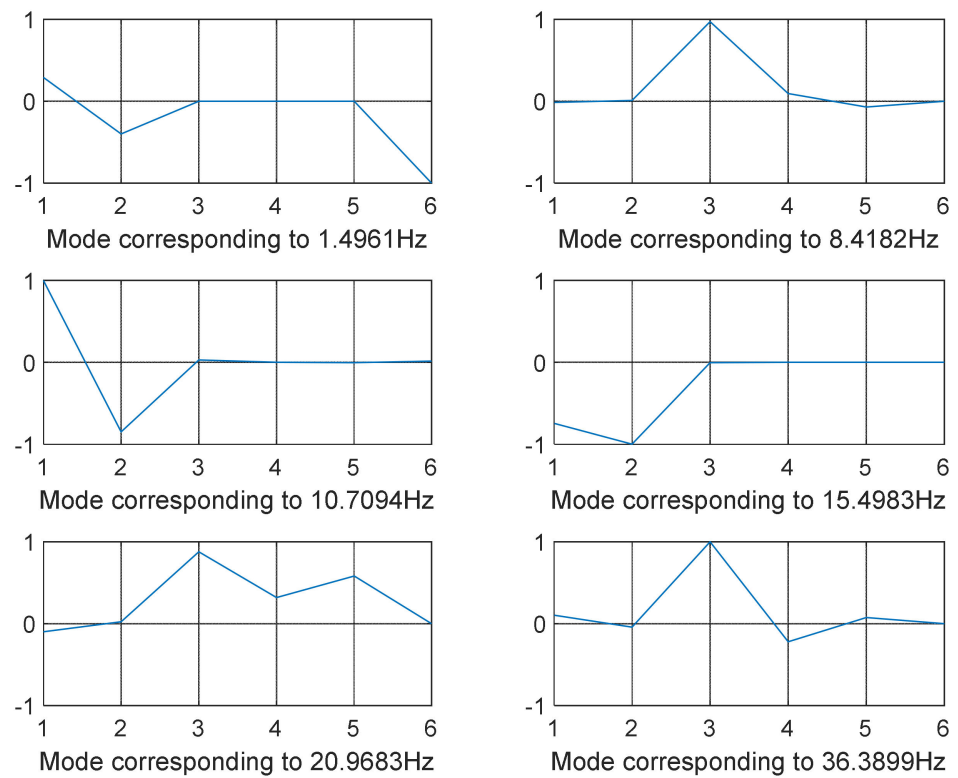 1
0
-1
1 2 3 4 5 6
Mode corresponding to 1.4961Hz
1
0
-1
1 2 3 4 5 6
Mode corresponding to 8.4182Hz
1
0
-1
1 2 3 4 5 6
Mode corresponding to 10.7094Hz
1
0
-1
1 2 3 4 5 6
Mode corresponding to 15.4983Hz
1
0
-1
1 2 3 4 5 6
Mode corresponding to 20.9683Hz
1
0
-1
1 2 3 4 5 6
Mode corresponding to 36.3899Hz